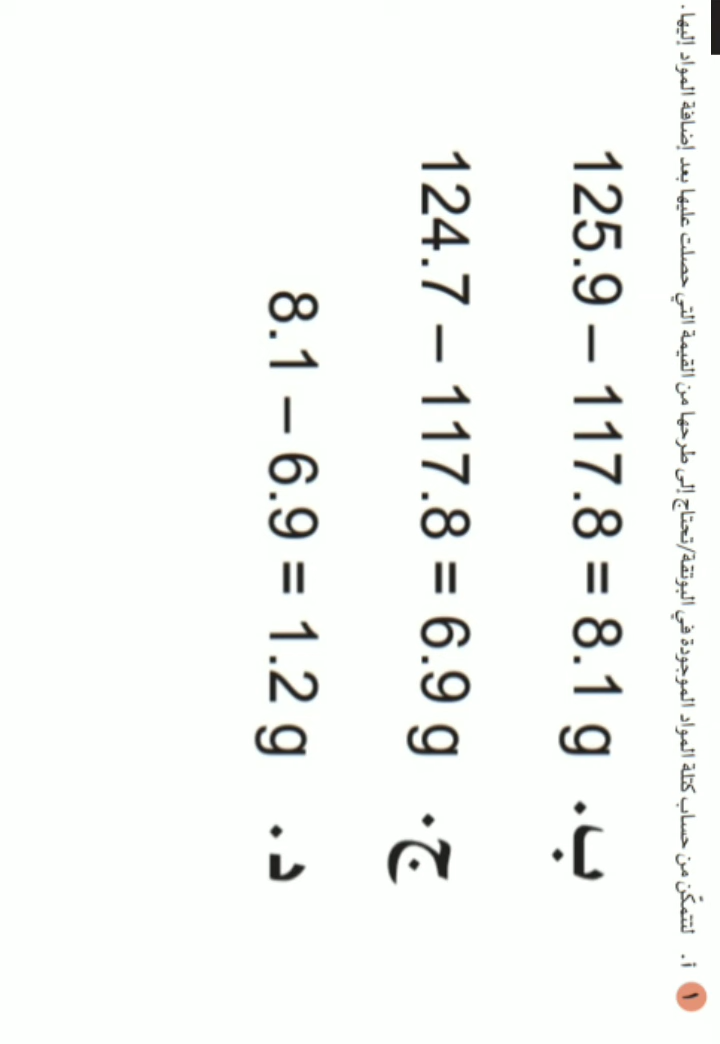 ١ أ. لتتمكّن من حساب كتلة المواد الموجودة في البوتقة/تحتاج إلى طرحها من القيمة التي حصلت عليها بعد إضافة المواد إليها.
ب. 125.9 – 117.8 = 8.1 g
ج. 124.7 – 117.8 = 6.9 g
د. 8.1 – 6.9 = 1.2 g